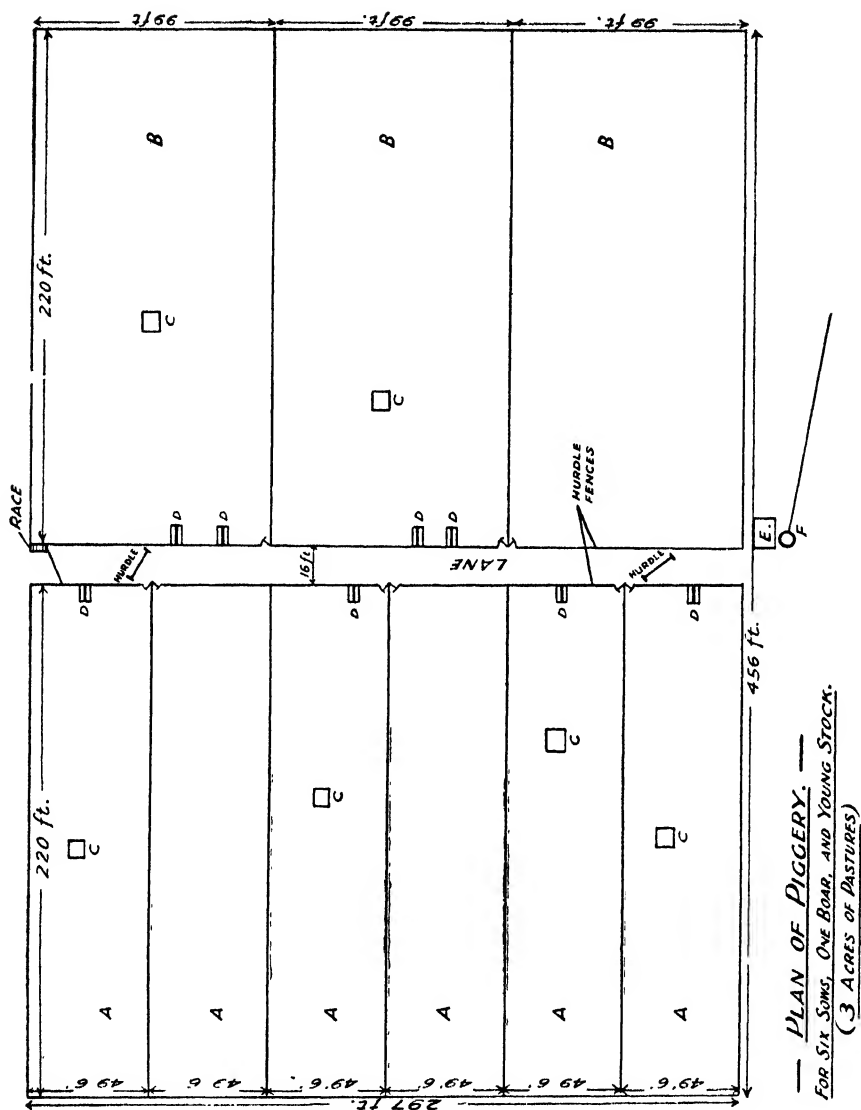 99 ft.
99 ft.
99 ft.
220 ft.
B
B
B
C
C
RACE
D
D
D
D
HURDLE
16 ft
LANE
HURDLE
FENCES
HURDLE
E.
F
D
D
D
D
220 ft.
456 ft.
C
C
C
C
A
A
A
A
A
A
49'6"
49'6"
49'6"
49'6"
49'6"
297 ft.
— PLAN OF PIGGERY. —
FOR SIX SOWS, ONE BOAR, AND YOUNG STOCK.
(3 ACRES OF PASTURES)